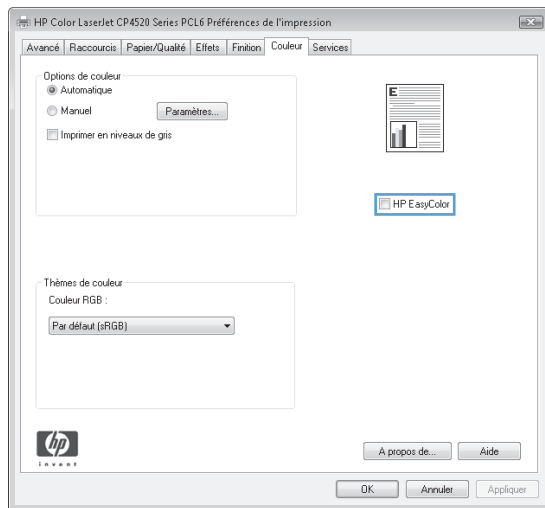 HP Color LaserJet CP4520 Series PCL6 Préférences de l'impression
Avancé Raccourcis Papier/Qualité Effets Finition Couleur Services
Options de couleur
Automatique
Manuel Paramètres...
Imprimer en niveaux de gris
E
HP EasyColor
Thèmes de couleur
Couleur RGB :
Par défaut (sRGB)
hp
invent
A propos de... Aide
OK Annuler Appliquer